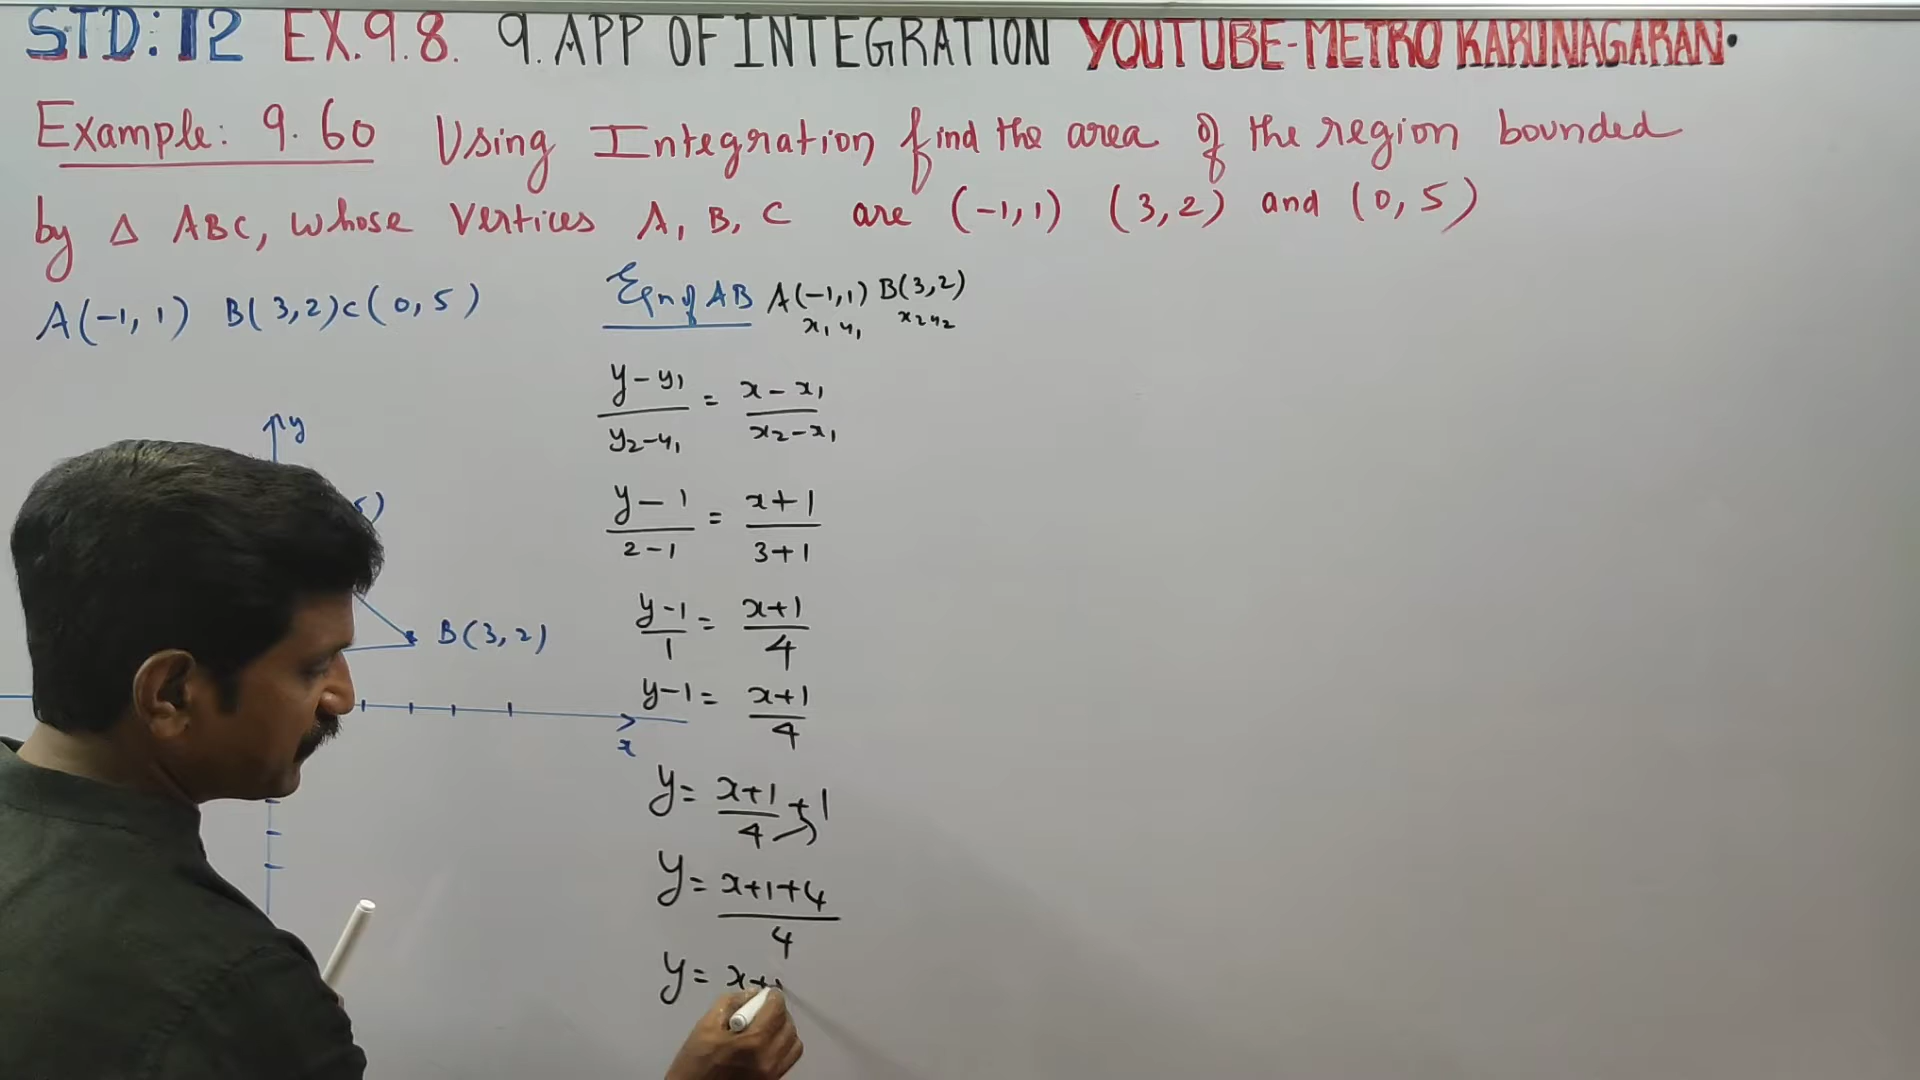 STD: 12 EX.9.8. 9. APP OF INTEGRATION YOUTUBE-METRO KARUNAGARAN.
Example: 9.60 Using Integration find the area of the region bounded
by Δ ABC, whose vertices A, B, C are (-1,1) (3,2) and (0,5)
A(-1,1) B(3,2) C(0,5)
y
5)
B(3,2)
x
Eqn of AB A(-1,1) B(3,2)
x₁ y₁ x₂ y₂
y-y₁/y₂-y₁ = x-x₁/x₂-x₁
y-1/2-1 = x+1/3+1
y-1/1 = x+1/4
y-1 = x+1/4
y = x+1/4 + 1
y = x+1+4/4
y = x+